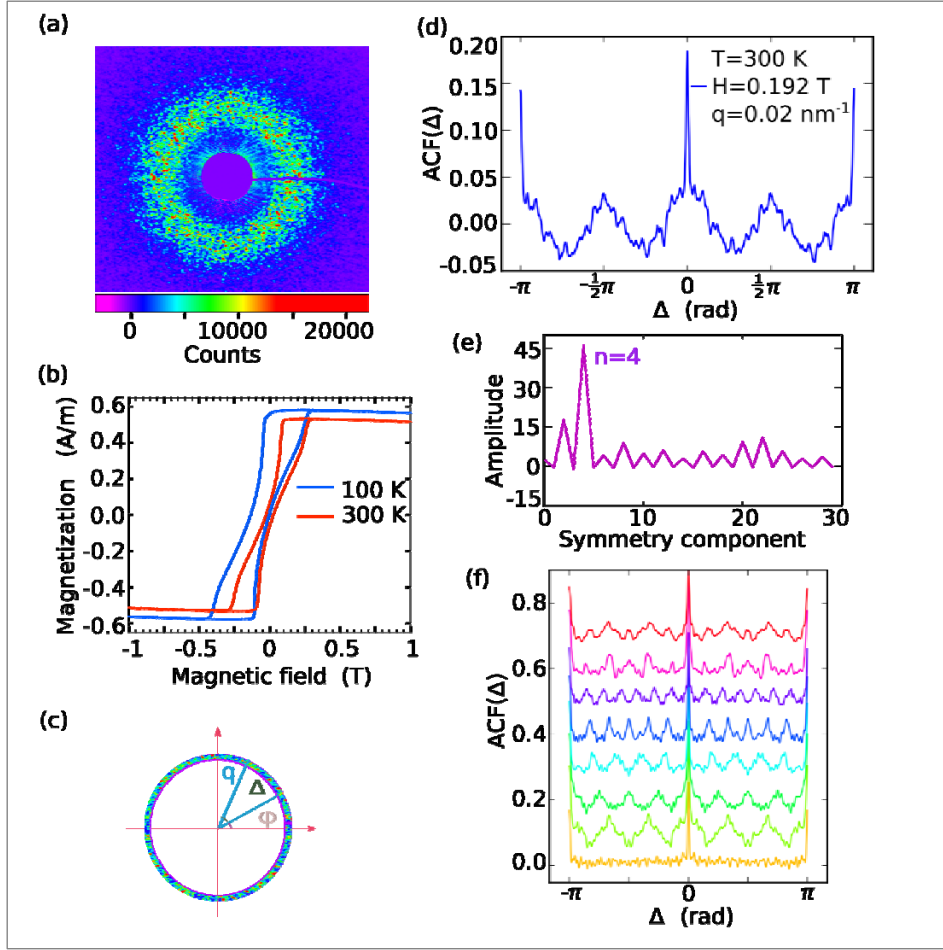 (a)
0 10000 20000
Counts
(b)
Magnetization (A/m)
0.6
0.4
0.2
0.0
-0.2
-0.4
-0.6
100 K
300 K
-1 -0.5 0 0.5 1
Magnetic field (T)
(c)
q
Δ
φ
(d)
ACF(Δ)
0.20
0.15
0.10
0.05
0.00
-0.05
T=300 K
H=0.192 T
q=0.02 nm⁻¹
-π -½π 0 ½π π
Δ (rad)
(e)
Amplitude
45
30
15
0
-15
n=4
0 10 20 30
Symmetry component
(f)
ACF(Δ)
0.8
0.6
0.4
0.2
0.0
-π 0 π
Δ (rad)